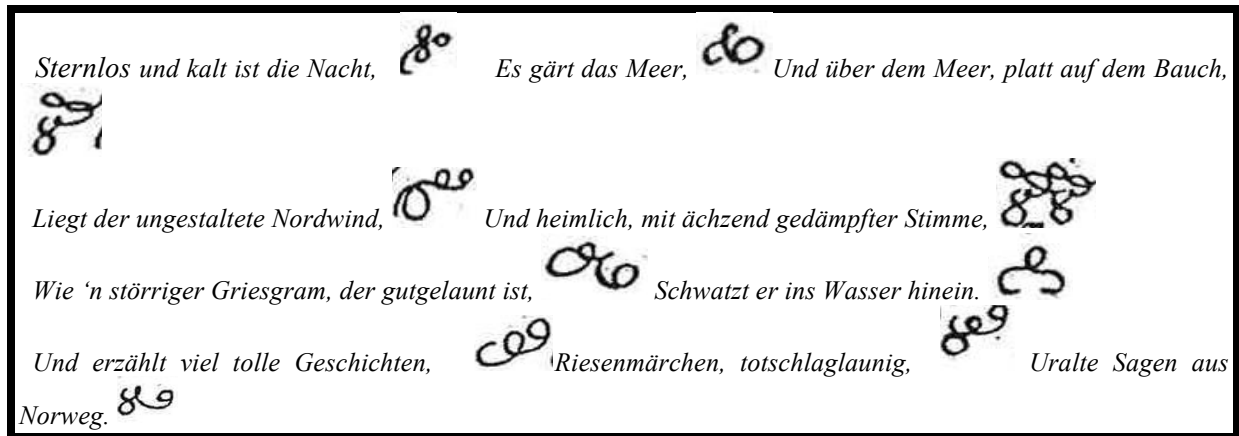 Sternlos und kalt ist die Nacht, Es gärt das Meer, Und über dem Meer, platt auf dem Bauch,
Liegt der ungestaltete Nordwind, Und heimlich, mit ächzend gedämpfter Stimme,
Wie ‘n störriger Griesgram, der gutgelaunt ist, Schwatzt er ins Wasser hinein.
Und erzählt viel tolle Geschichten, Riesenmärchen, totschlaglaunig, Uralte Sagen aus
Norweg.